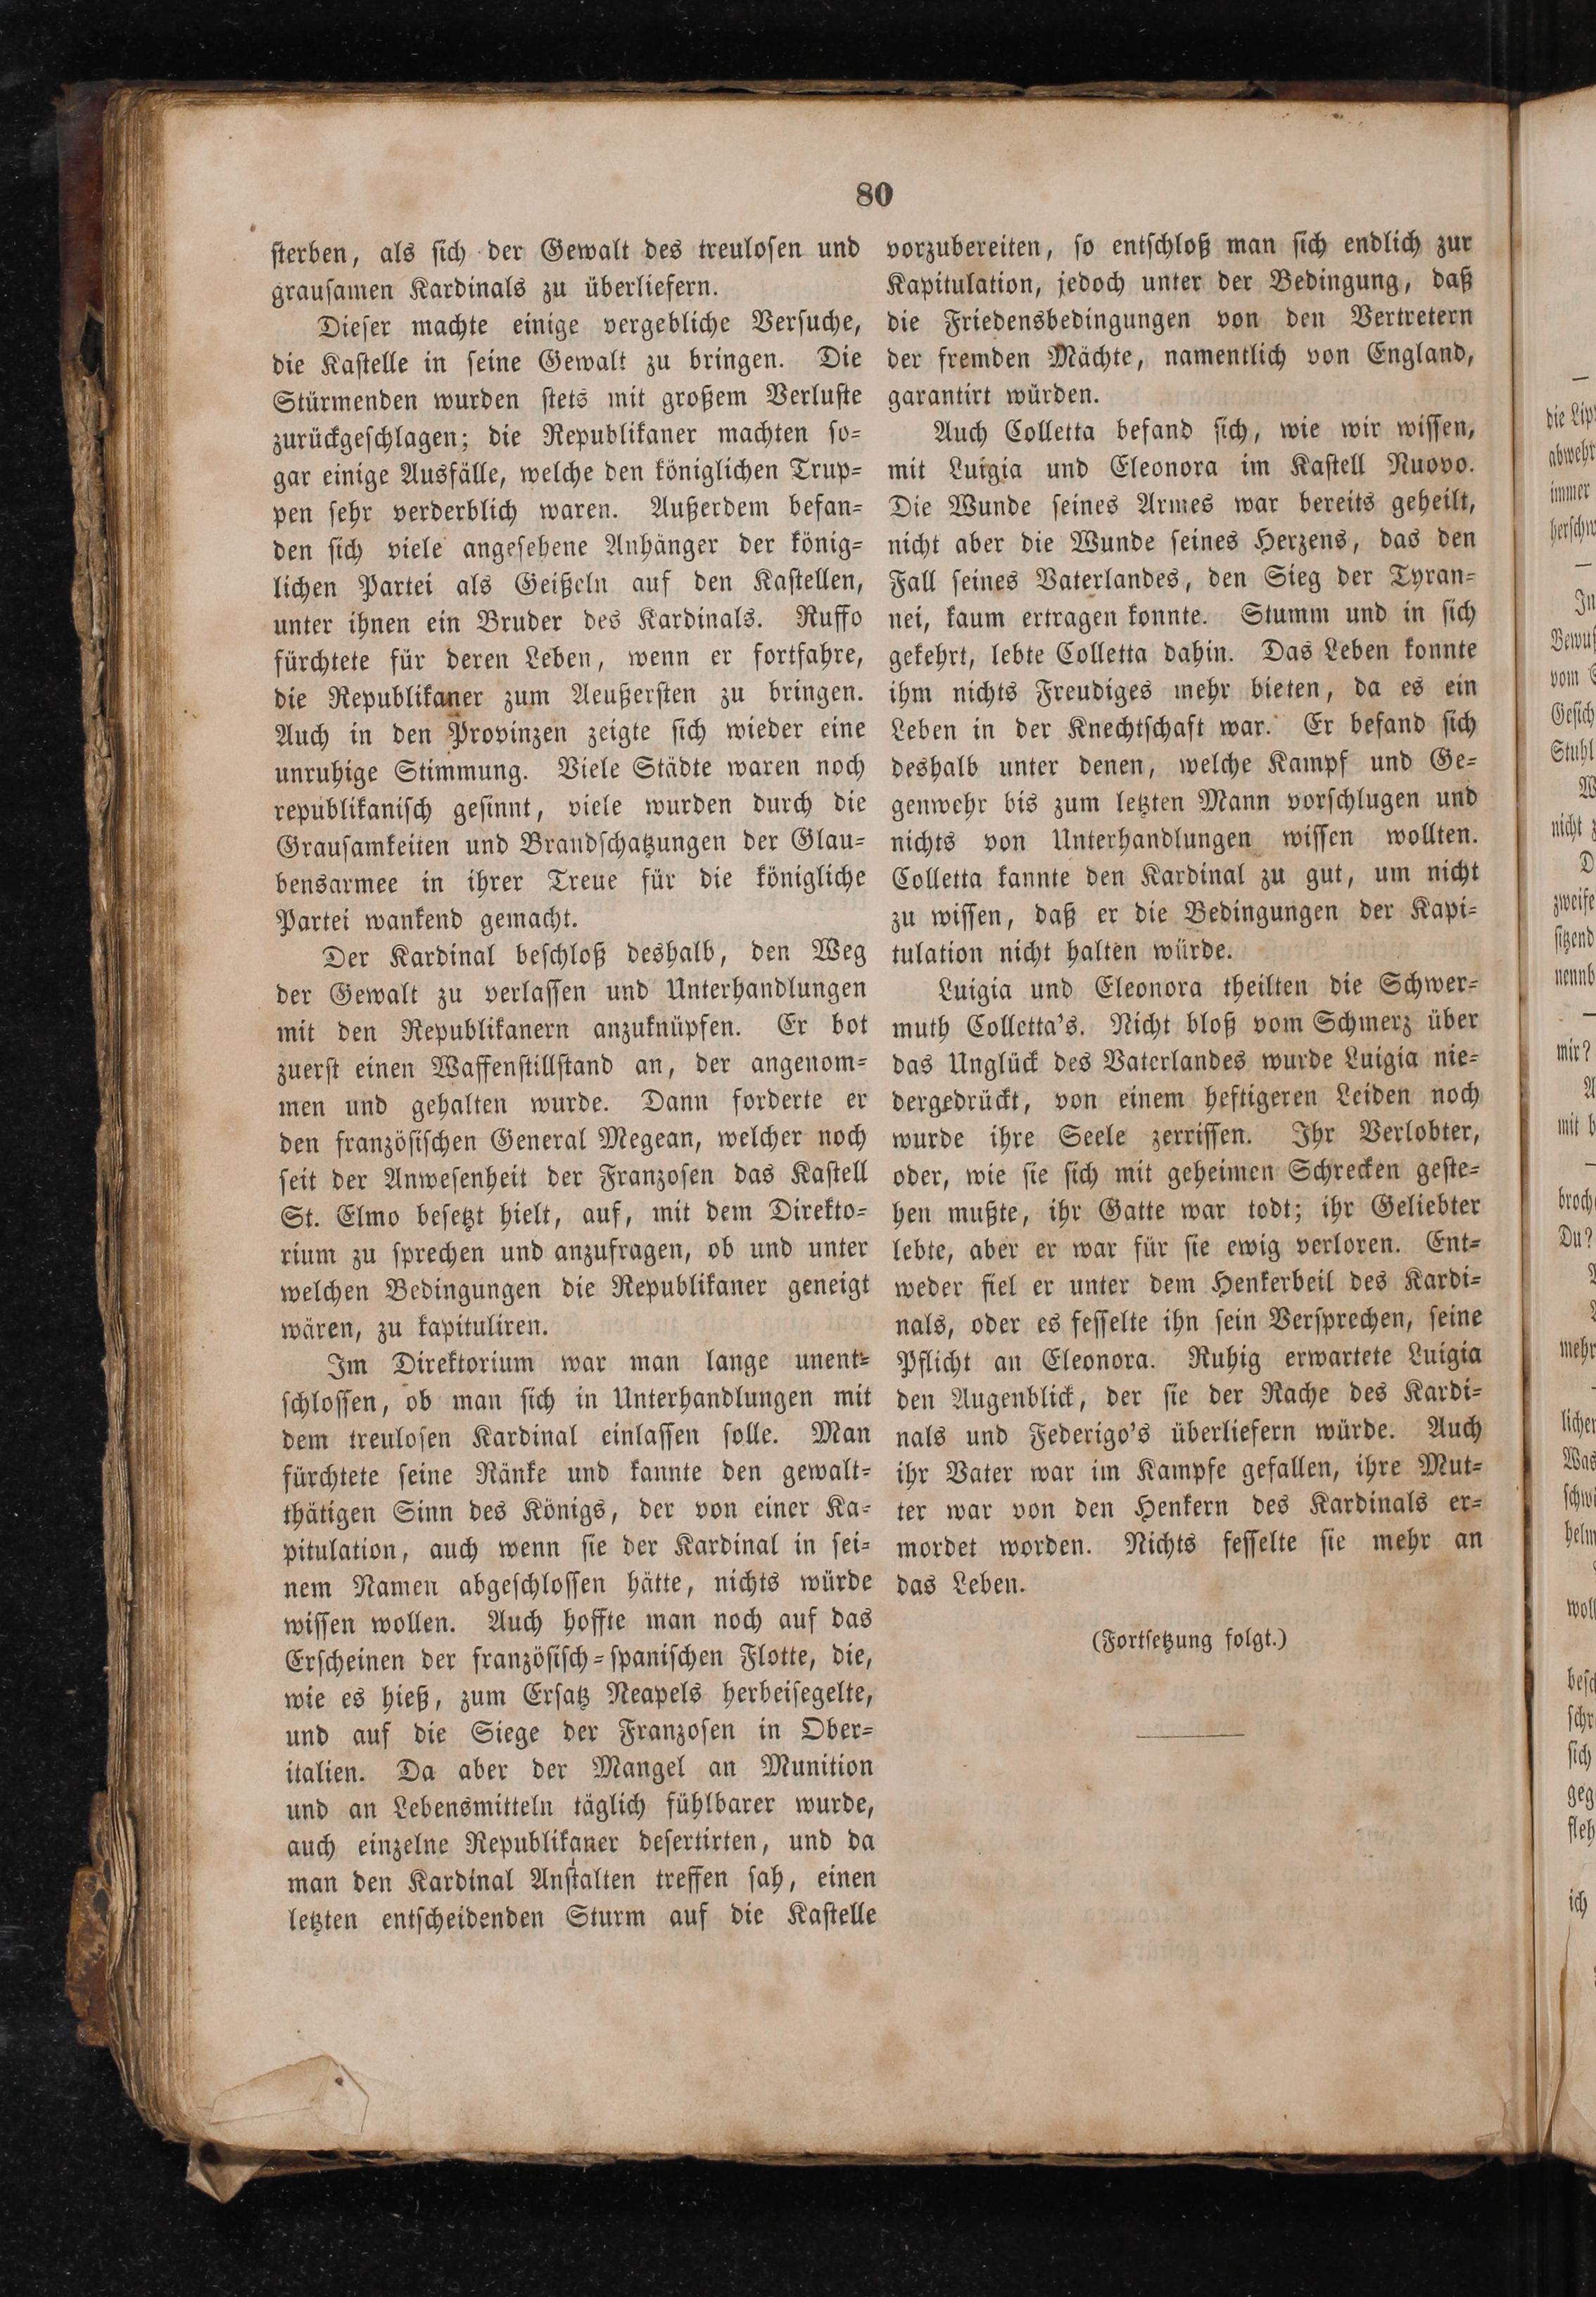 80
sterben, als sich der Gewalt des treulosen und
grausamen Kardinals zu überliefern.
Dieser machte einige vergebliche Versuche,
die Kastelle in seine Gewalt zu bringen. Die
Stürmenden wurden stets mit großem Verluste
zurückgeschlagen; die Republikaner machten so-
gar einige Ausfälle, welche den königlichen Trup-
pen sehr verderblich waren. Außerdem befan-
den sich viele angesehene Anhänger der könig-
lichen Partei als Geißeln auf den Kastellen,
unter ihnen ein Bruder des Kardinals. Ruffo
fürchtete für deren Leben, wenn er fortfahre,
die Republikaner zum Aeußersten zu bringen.
Auch in den Provinzen zeigte sich wieder eine
unruhige Stimmung. Viele Städte waren noch
republikanisch gesinnt, viele wurden durch die
Grausamkeiten und Brandschatzungen der Glau-
bensarmee in ihrer Treue für die königliche
Partei wankend gemacht.
Der Kardinal beschloß deshalb, den Weg
der Gewalt zu verlassen und Unterhandlungen
mit den Republikanern anzuknüpfen. Er bot
zuerst einen Waffenstillstand an, der angenom-
men und gehalten wurde. Dann forderte er
den französischen General Megean, welcher noch
seit der Anwesenheit der Franzosen das Kastell
St. Elmo besetzt hielt, auf, mit dem Direkto-
rium zu sprechen und anzufragen, ob und unter
welchen Bedingungen die Republikaner geneigt
wären, zu kapituliren.
Im Direktorium war man lange unent-
schlossen, ob man sich in Unterhandlungen mit
dem treulosen Kardinal einlassen solle. Man
fürchtete seine Ränke und kannte den gewalt-
thätigen Sinn des Königs, der von einer Ka-
pitulation, auch wenn sie der Kardinal in sei-
nem Namen abgeschlossen hätte, nichts würde
wissen wollen. Auch hoffte man noch auf das
Erscheinen der französisch-spanischen Flotte, die,
wie es hieß, zum Ersatz Neapels herbeisegelte,
und auf die Siege der Franzosen in Ober-
italien. Da aber der Mangel an Munition
und an Lebensmitteln täglich fühlbarer wurde,
auch einzelne Republikaner desertirten, und da
man den Kardinal Anstalten treffen sah, einen
letzten entscheidenden Sturm auf die Kastelle
vorzubereiten, so entschloß man sich endlich zur
Kapitulation, jedoch unter der Bedingung, daß
die Friedensbedingungen von den Vertretern
der fremden Mächte, namentlich von England,
garantirt würden.
Auch Colletta befand sich, wie wir wissen,
mit Luigia und Eleonora im Kastell Nuovo.
Die Wunde seines Armes war bereits geheilt,
nicht aber die Wunde seines Herzens, das den
Fall seines Vaterlandes, den Sieg der Tyran-
nei, kaum ertragen konnte. Stumm und in sich
gekehrt, lebte Colletta dahin. Das Leben konnte
ihm nichts Freudiges mehr bieten, da es ein
Leben in der Knechtschaft war. Er befand sich
deshalb unter denen, welche Kampf und Ge-
genwehr bis zum letzten Mann vorschlugen und
nichts von Unterhandlungen wissen wollten.
Colletta kannte den Kardinal zu gut, um nicht
zu wissen, daß er die Bedingungen der Kapi-
tulation nicht halten würde.
Luigia und Eleonora theilten die Schwer-
muth Colletta's. Nicht bloß vom Schmerz über
das Unglück des Vaterlandes wurde Luigia nie-
dergedrückt, von einem heftigeren Leiden noch
wurde ihre Seele zerrissen. Ihr Verlobter,
oder, wie sie sich mit geheimen Schrecken geste-
hen mußte, ihr Gatte war todt; ihr Geliebter
lebte, aber er war für sie ewig verloren. Ent-
weder fiel er unter dem Henkerbeil des Kardi-
nals, oder es fesselte ihn sein Versprechen, seine
Pflicht an Eleonora. Ruhig erwartete Luigia
den Augenblick, der sie der Rache des Kardi-
nals und Federigo's überliefern würde. Auch
ihr Vater war im Kampfe gefallen, ihre Mut-
ter war von den Henkern des Kardinals er-
mordet worden. Nichts fesselte sie mehr an
das Leben.
(Fortsetzung folgt.)